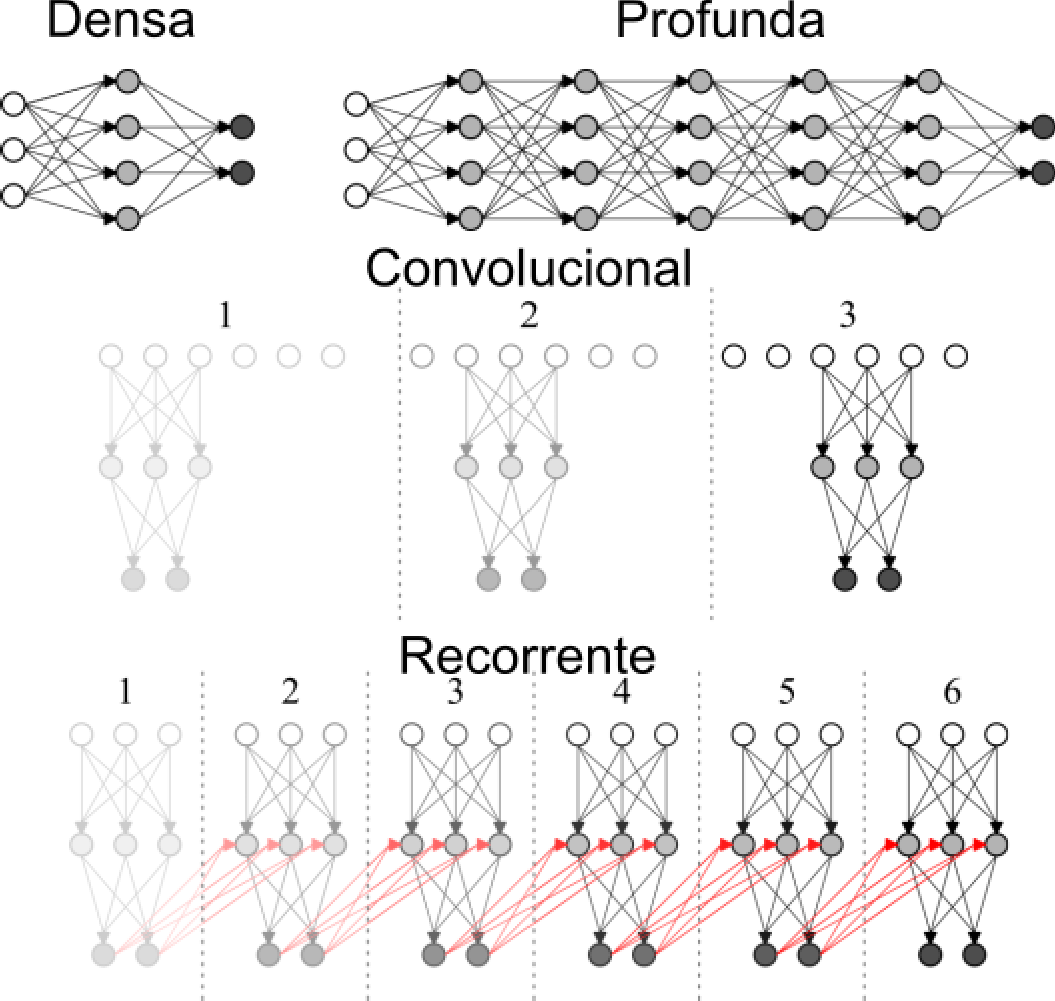 Densa Profunda
Convolucional
1 2 3
Recorrente
1 2 3 4 5 6